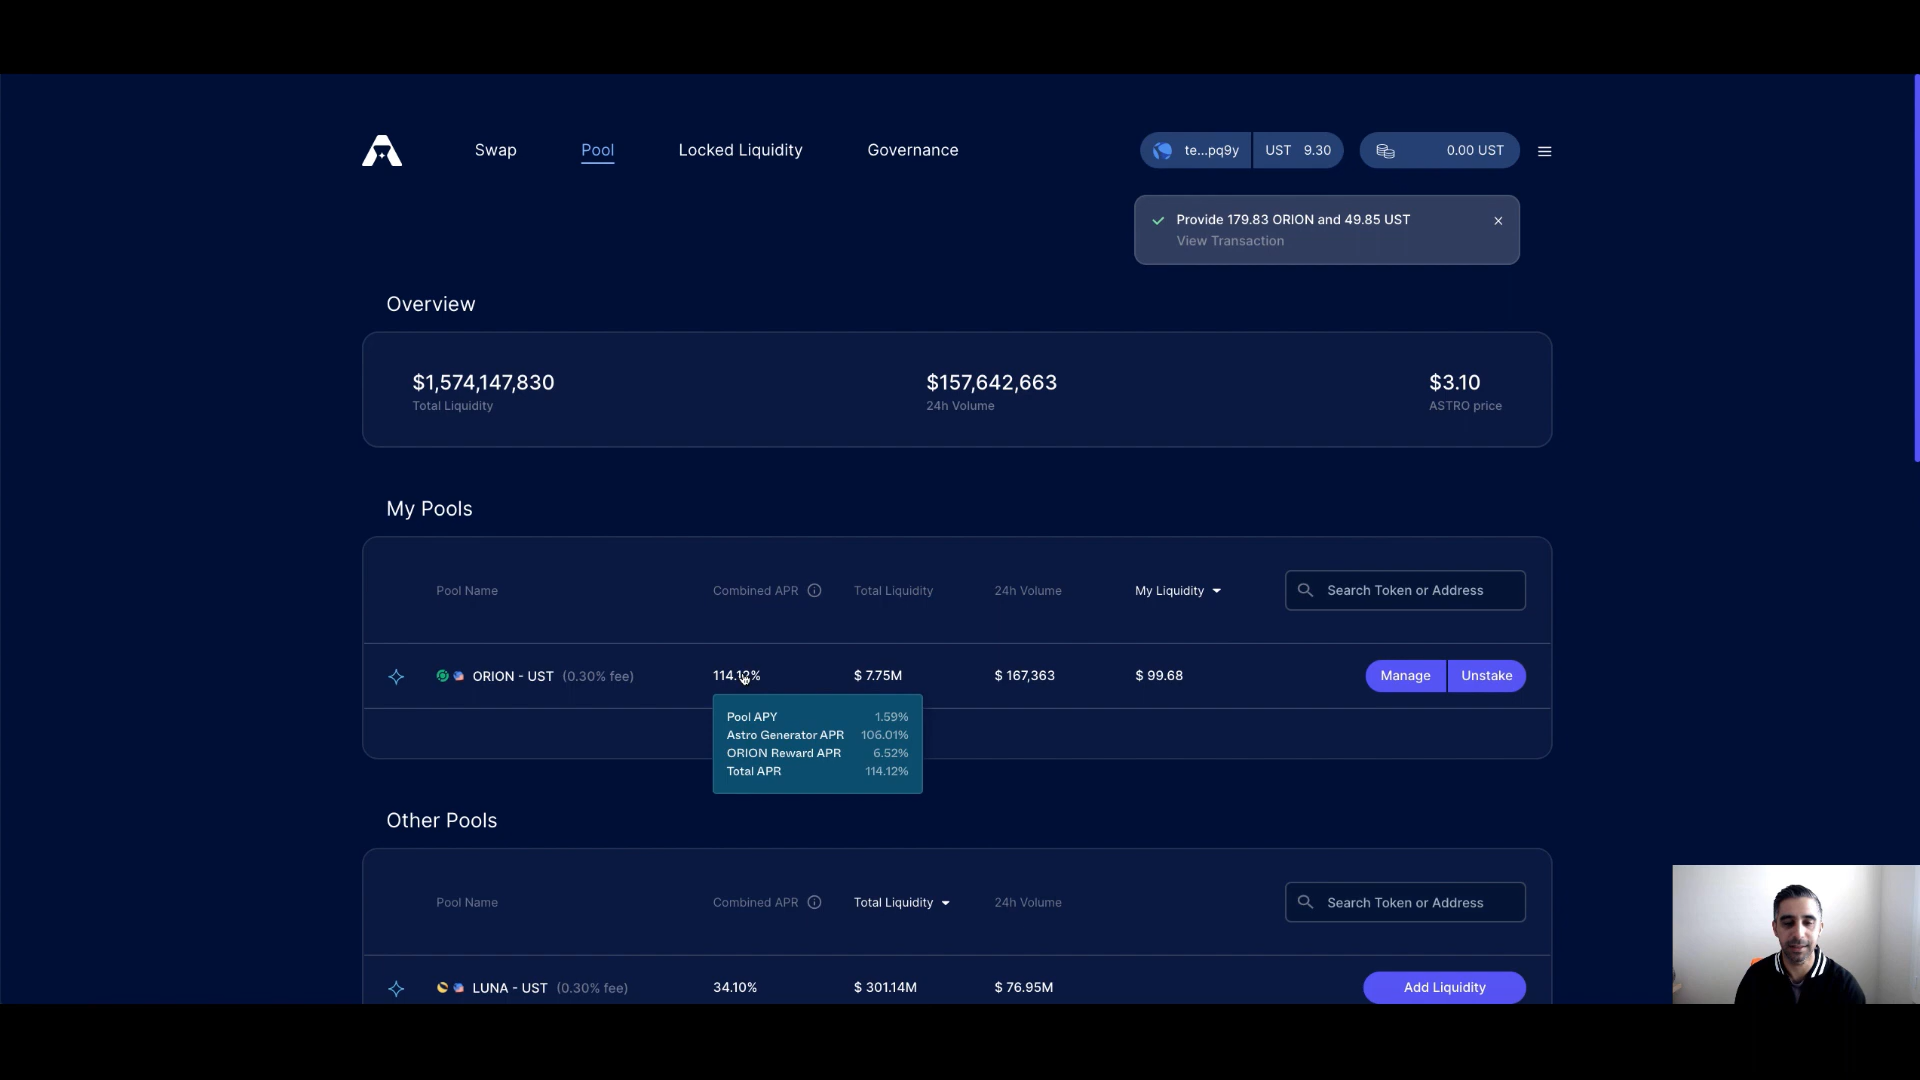 Swap
Pool
Locked Liquidity
Governance
te...pq9y
UST 9.30
0.00 UST
Provide 179.83 ORION and 49.85 UST
View Transaction
Overview
$1,574,147,830
Total Liquidity
$157,642,663
24h Volume
$3.10
ASTRO price
My Pools
Pool Name
Combined APR
Total Liquidity
24h Volume
My Liquidity
Search Token or Address
ORION - UST (0.30% fee)
114.12%
$ 7.75M
$ 167,363
$ 99.68
Manage
Unstake
Pool APY 1.59%
Astro Generator APR 106.01%
ORION Reward APR 6.52%
Total APR 114.12%
Other Pools
Pool Name
Combined APR
Total Liquidity
24h Volume
Search Token or Address
LUNA - UST (0.30% fee)
34.10%
$ 301.14M
$ 76.95M
Add Liquidity